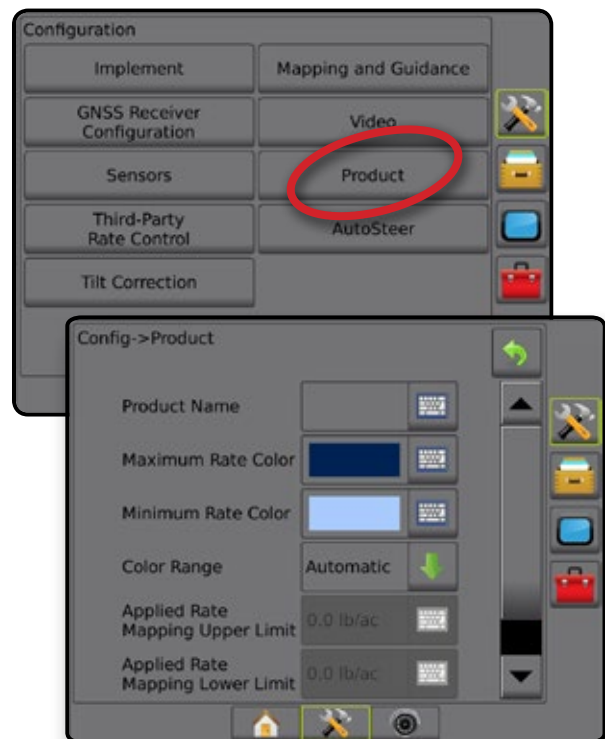 Configuration
Implement
Mapping and Guidance
GNSS Receiver
Configuration
Video
Sensors
Product
Third-Party
Rate Control
AutoSteer
Tilt Correction
Config->Product
Product Name
Maximum Rate Color
Minimum Rate Color
Color Range
Automatic
Applied Rate
Mapping Upper Limit
0.0 lb/ac
Applied Rate
Mapping Lower Limit
0.0 lb/ac